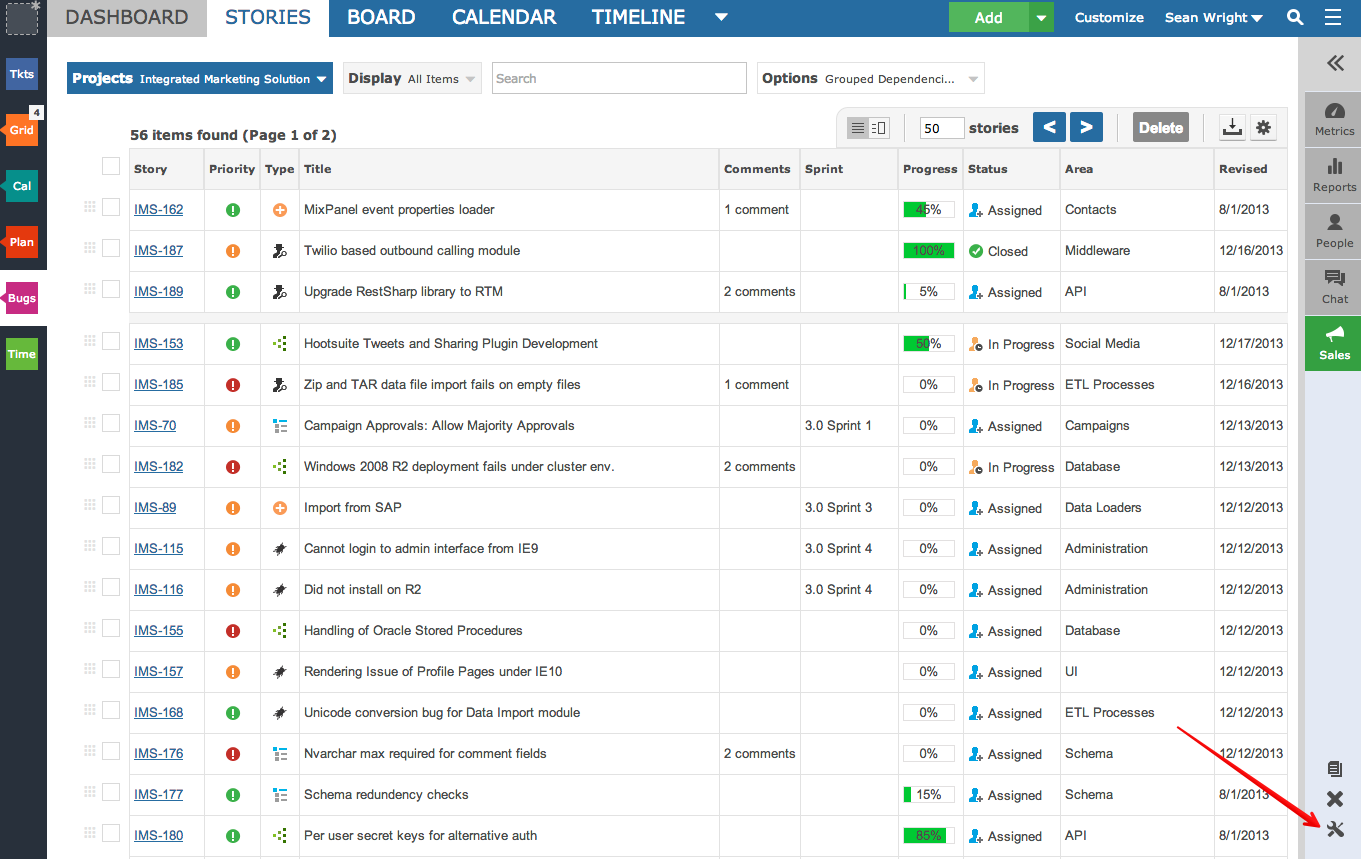 DASHBOARD STORIES BOARD CALENDAR TIMELINE Add Customize Sean Wright
Tkts
4
Grid
Cal
Plan
Bugs
Time
Projects Integrated Marketing Solution Display All Items Search Options Grouped Dependenci...
56 items found (Page 1 of 2) 50 stories < > Delete
Story Priority Type Title Comments Sprint Progress Status Area Revised
IMS-162 MixPanel event properties loader 1 comment 45% Assigned Contacts 8/1/2013
IMS-187 Twilio based outbound calling module 100% Closed Middleware 12/16/2013
IMS-189 Upgrade RestSharp library to RTM 2 comments 5% Assigned API 8/1/2013
IMS-153 Hootsuite Tweets and Sharing Plugin Development 50% In Progress Social Media 12/17/2013
IMS-185 Zip and TAR data file import fails on empty files 1 comment 0% In Progress ETL Processes 12/16/2013
IMS-70 Campaign Approvals: Allow Majority Approvals 3.0 Sprint 1 0% Assigned Campaigns 12/13/2013
IMS-182 Windows 2008 R2 deployment fails under cluster env. 2 comments 0% In Progress Database 12/13/2013
IMS-89 Import from SAP 3.0 Sprint 3 0% Assigned Data Loaders 12/12/2013
IMS-115 Cannot login to admin interface from IE9 3.0 Sprint 4 0% Assigned Administration 12/12/2013
IMS-116 Did not install on R2 3.0 Sprint 4 0% Assigned Administration 12/12/2013
IMS-155 Handling of Oracle Stored Procedures 0% Assigned Database 12/12/2013
IMS-157 Rendering Issue of Profile Pages under IE10 0% Assigned UI 12/12/2013
IMS-168 Unicode conversion bug for Data Import module 0% Assigned ETL Processes 12/12/2013
IMS-176 Nvarchar max required for comment fields 2 comments 0% Assigned Schema 12/12/2013
IMS-177 Schema redundancy checks 15% Assigned Schema 8/1/2013
IMS-180 Per user secret keys for alternative auth 85% Assigned API 8/1/2013
Metrics
Reports
People
Chat
Sales